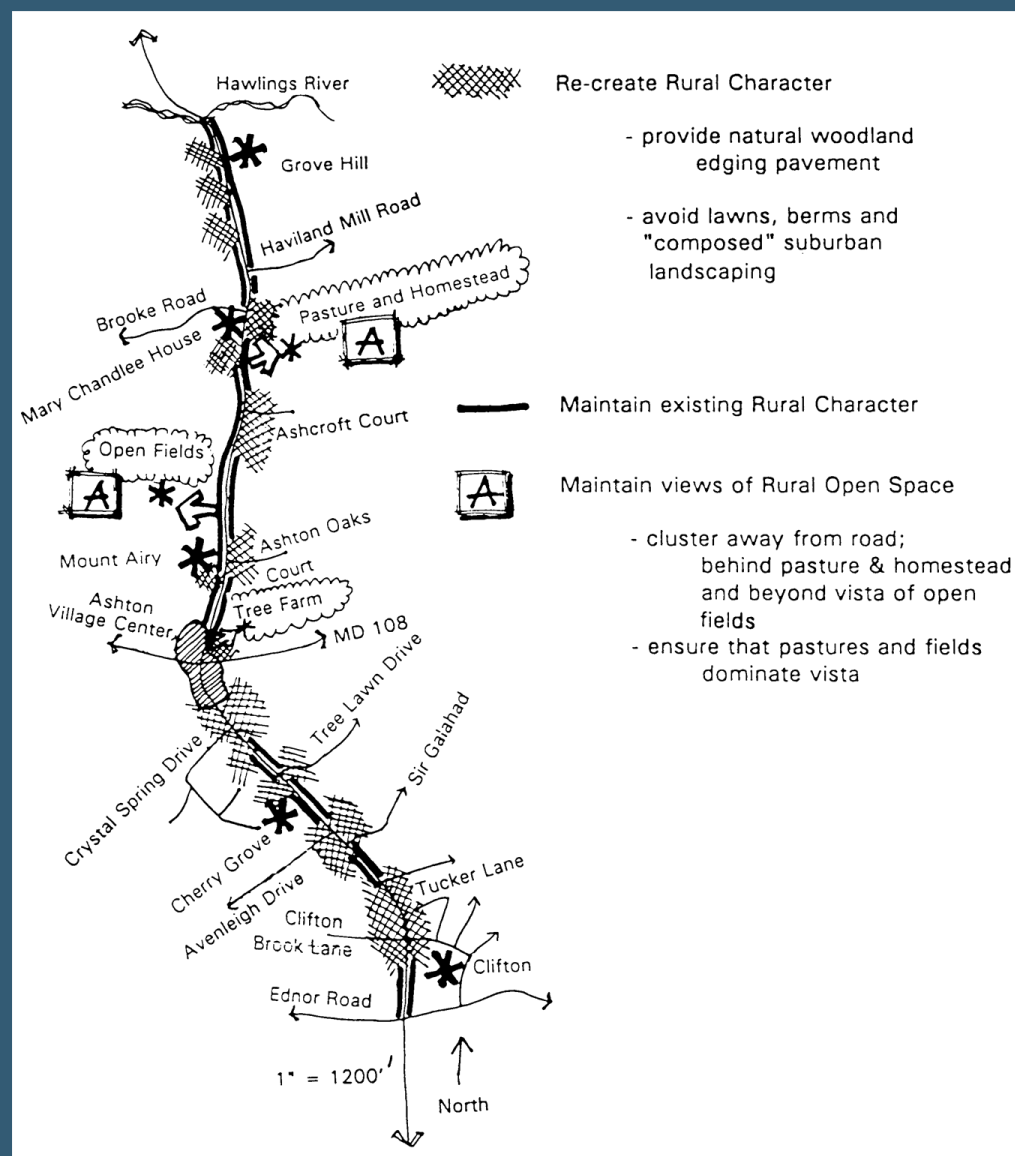 Hawlings River
Grove Hill
Haviland Mill Road
Brooke Road
Pasture and Homestead
Mary Chandlee House
A
Ashcroft Court
Open Fields
A
Ashton Oaks
Court
Mount Airy
Tree Farm
Ashton
Village Center
MD 108
Tree Lawn Drive
Crystal Spring Drive
Sir Galahad
Cherry Grove
Avenleigh Drive
Tucker Lane
Clifton
Brook Lane
Clifton
Ednor Road
1" = 1200'
North
Re-create Rural Character
- provide natural woodland
edging pavement
- avoid lawns, berms and
"composed" suburban
landscaping
Maintain existing Rural Character
A
Maintain views of Rural Open Space
- cluster away from road;
behind pasture & homestead
and beyond vista of open
fields
- ensure that pastures and fields
dominate vista